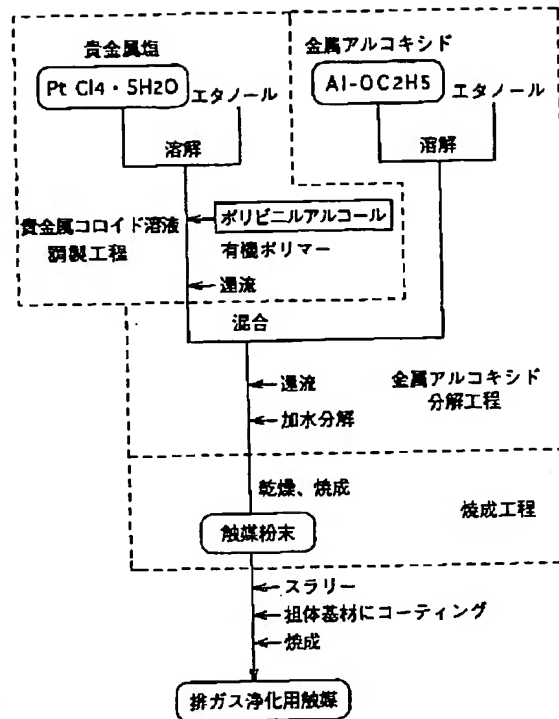 貴金属塩
Pt Cl4・5H2O
エタノール
溶解
金属アルコキシド
Al-OC2H5
エタノール
溶解
貴金属コロイド溶液
調製工程
ポリビニルアルコール
有機ポリマー
還流
混合
還流
加水分解
金属アルコキシド
分解工程
乾燥、焼成
焼成工程
触媒粉末
スラリー
担体基材にコーティング
焼成
排ガス浄化用触媒